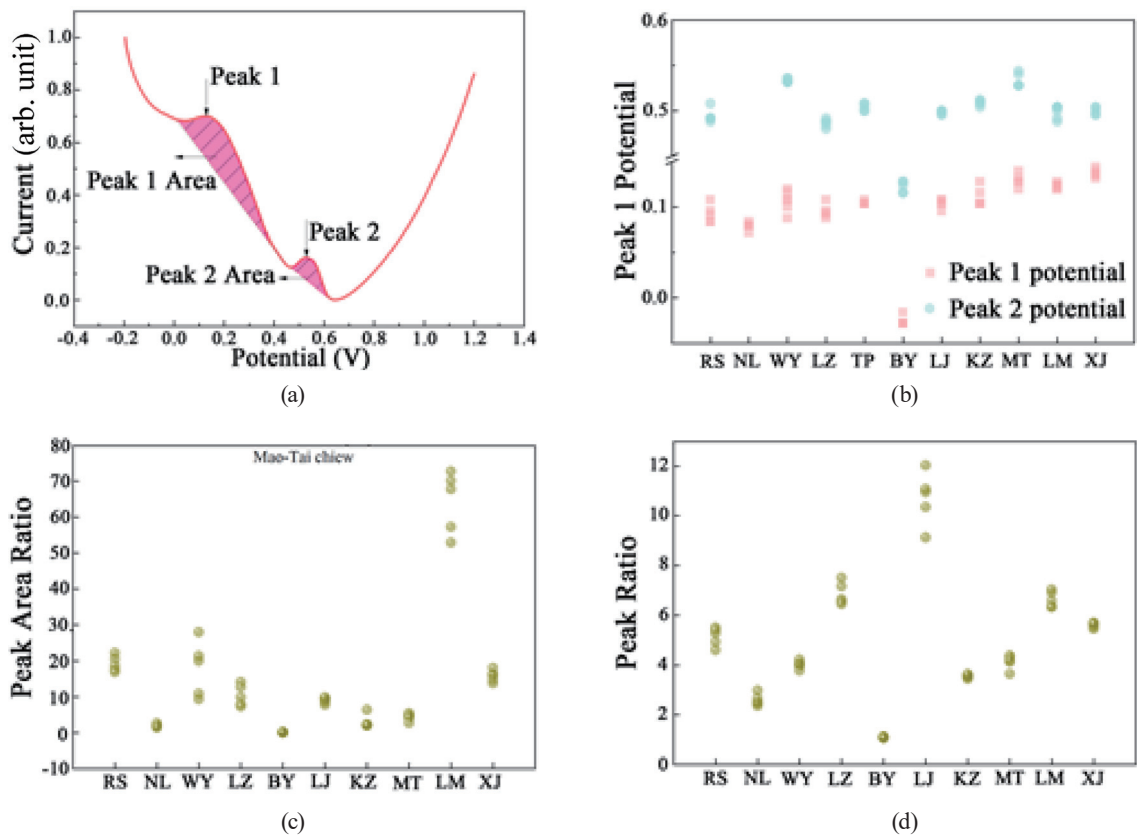 1.0
0.8
0.6
0.4
0.2
0.0
Current (arb. unit)
Peak 1
Peak 1 Area
Peak 2
Peak 2 Area
-0.4 -0.2 0.0 0.2 0.4 0.6 0.8 1.0 1.2 1.4
Potential (V)
(a)
0.6
0.5
0.1
0.0
Peak 1 Potential
Peak 1 potential
Peak 2 potential
RS NL WY LZ TP BY LJ KZ MT LM XJ
(b)
80
70
60
50
40
30
20
10
0
-10
Peak Area Ratio
Mao-Tai chiew
RS NL WY LZ BY LJ KZ MT LM XJ
(c)
12
10
8
6
4
2
0
Peak Ratio
RS NL WY LZ BY LJ KZ MT LM XJ
(d)